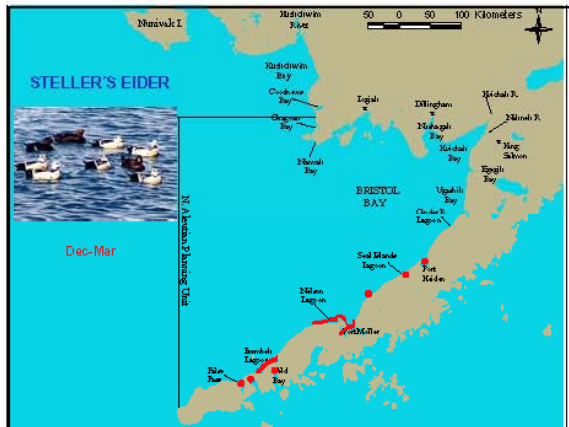 Nunivak I.
Kuskokwim
River
50 0 50 100 Kilometers
N
STELLER'S EIDER
Kuskokwim
Bay
Goodnews
Bay
Chagvan
Bay
Nanvak
Bay
Togiak
Dillingham
Nushagak
Bay
Kvichak R.
Naknek R.
Kvichak
Bay
King
Salmon
Egegik
Bay
BRISTOL
BAY
Ugashik
Bay
Cinder R.
Lagoon
Dec-Mar
N. Aleutian Planning Unit
Seal Islands
Lagoon
Port
Heiden
Nelson
Lagoon
Port Moller
Izembek
Lagoon
False
Pass
Cold
Bay